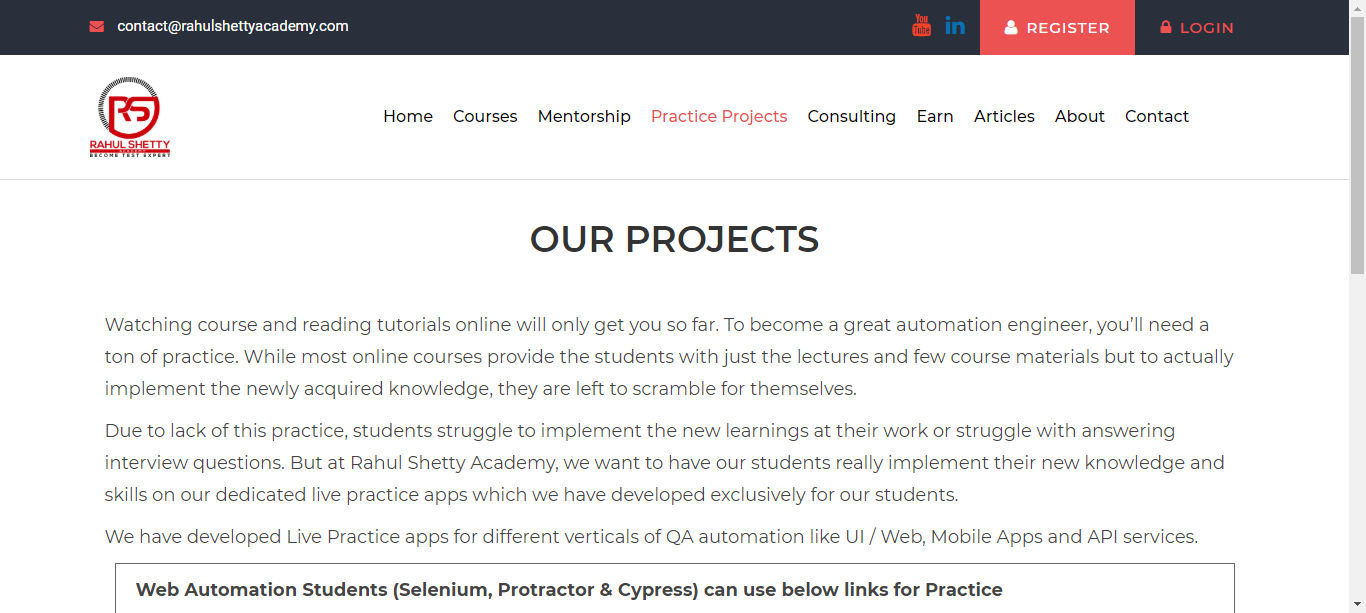 contact@rahulshettyacademy.com
You
Tube
in
REGISTER
LOGIN
RS
RAHUL SHETTY
ACADEMY
BECOME TEST EXPERT
Home Courses Mentorship Practice Projects Consulting Earn Articles About Contact
OUR PROJECTS
Watching course and reading tutorials online will only get you so far. To become a great automation engineer, you’ll need a
ton of practice. While most online courses provide the students with just the lectures and few course materials but to actually
implement the newly acquired knowledge, they are left to scramble for themselves.
Due to lack of this practice, students struggle to implement the new learnings at their work or struggle with answering
interview questions. But at Rahul Shetty Academy, we want to have our students really implement their new knowledge and
skills on our dedicated live practice apps which we have developed exclusively for our students.
We have developed Live Practice apps for different verticals of QA automation like UI / Web, Mobile Apps and API services.
Web Automation Students (Selenium, Protractor & Cypress) can use below links for Practice